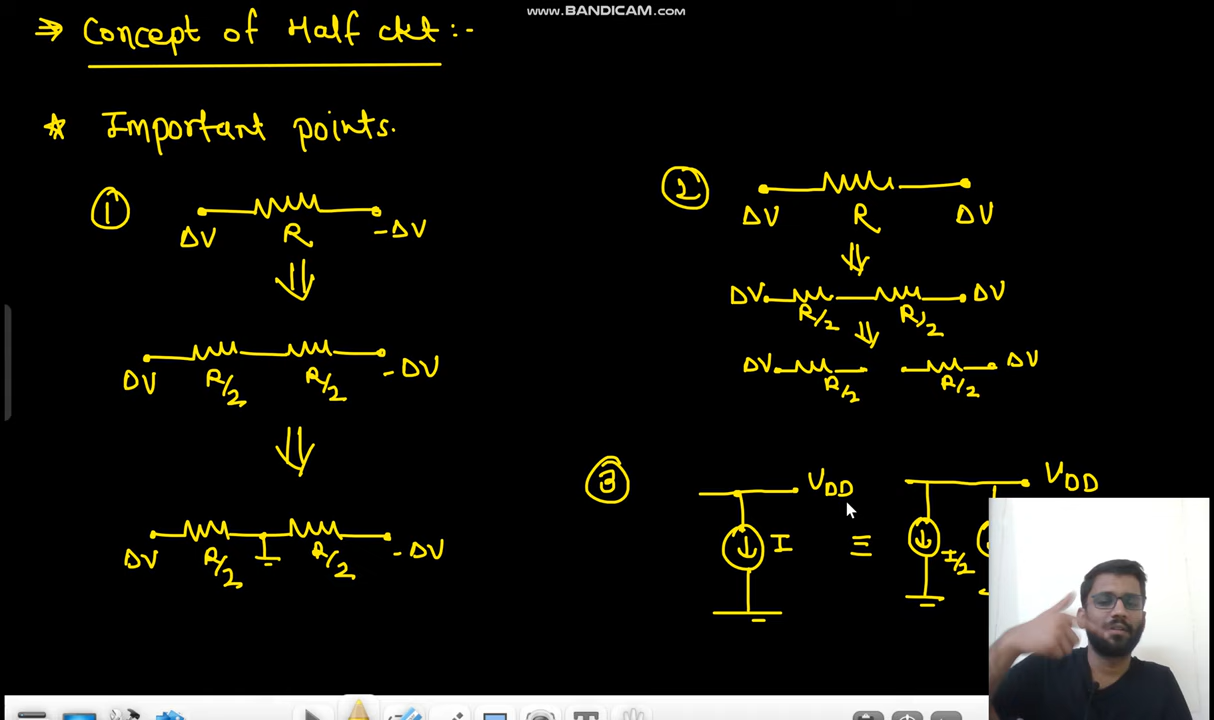 WWW.BANDICAM.COM
⇒ Concept of Half ckt :-
* Important points.
①
R
ΔV -ΔV
R/2 R/2
ΔV -ΔV
ΔV R/2 R/2 -ΔV
②
ΔV R ΔV
ΔV R/2 R/2 ΔV
ΔV R/2 R/2 ΔV
③
VDD
I
≡
VDD
I/2